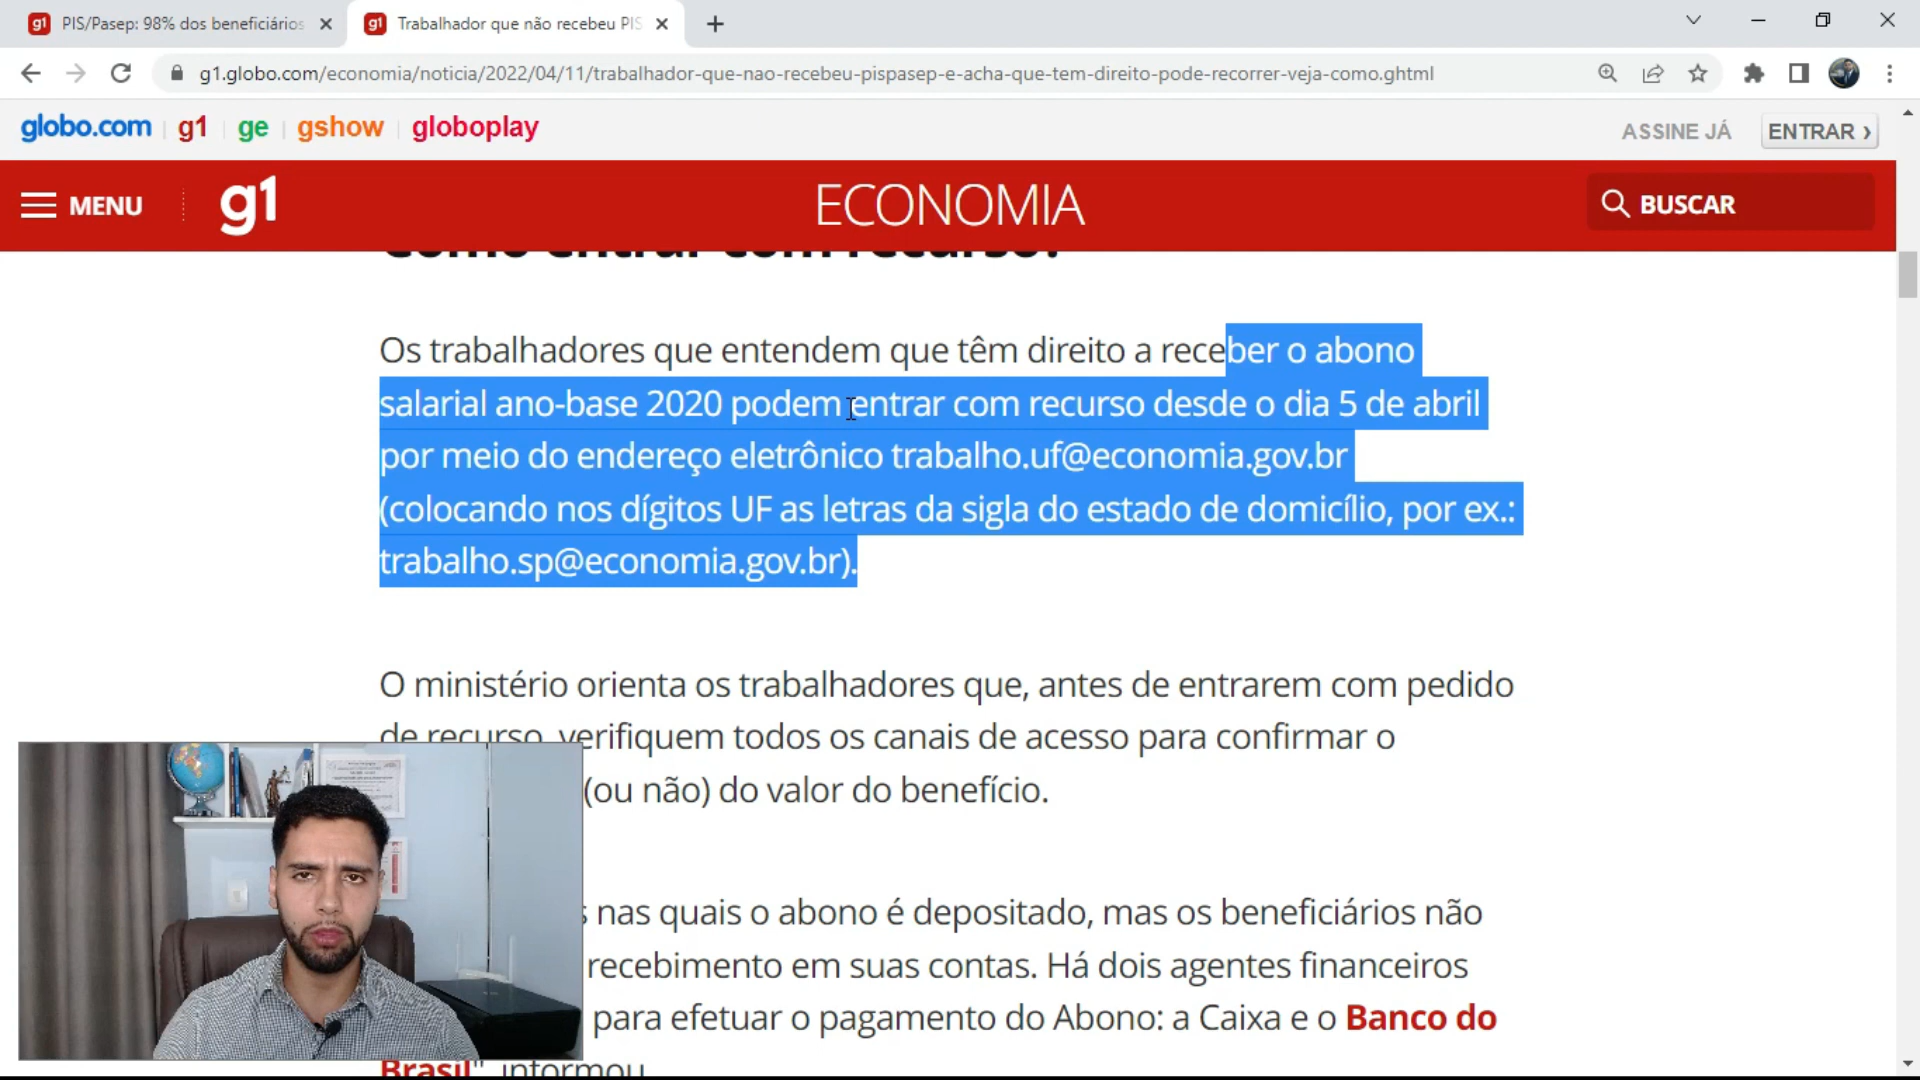 PIS/Pasep: 98% dos beneficiários
Trabalhador que não recebeu PIS
g1.globo.com/economia/noticia/2022/04/11/trabalhador-que-nao-recebeu-pispasep-e-acha-que-tem-direito-pode-recorrer-veja-como.ghtml
globo.com g1 ge gshow globoplay
ASSINE JÁ ENTRAR
MENU g1 ECONOMIA BUSCAR
Como entrar com recurso?
Os trabalhadores que entendem que têm direito a receber o abono
salarial ano-base 2020 podem entrar com recurso desde o dia 5 de abril
por meio do endereço eletrônico trabalho.uf@economia.gov.br
(colocando nos dígitos UF as letras da sigla do estado de domicílio, por ex.:
trabalho.sp@economia.gov.br).
O ministério orienta os trabalhadores que, antes de entrarem com pedido
de recurso, verifiquem todos os canais de acesso para confirmar o
(ou não) do valor do benefício.
nas quais o abono é depositado, mas os beneficiários não
recebimento em suas contas. Há dois agentes financeiros
para efetuar o pagamento do Abono: a Caixa e o Banco do
Brasil", informou